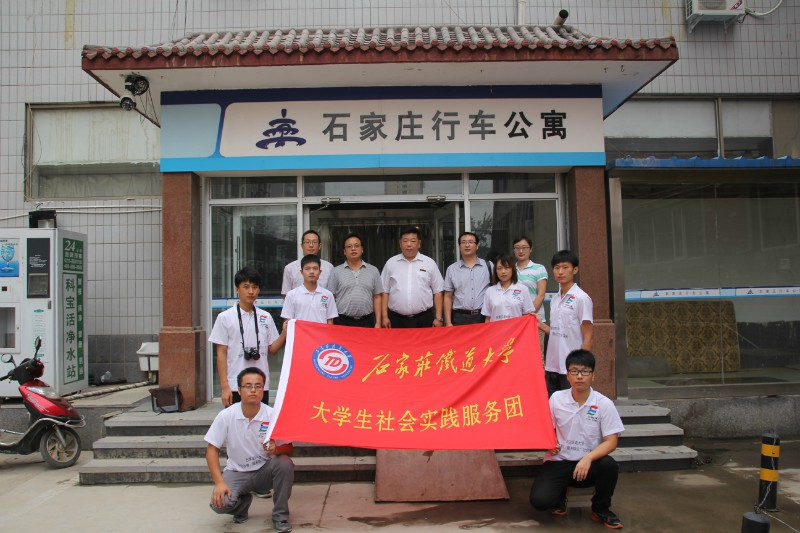 石家庄行车公寓
24
科宝活净水站
石家莊鐵道大學
大学生社会实践服务团